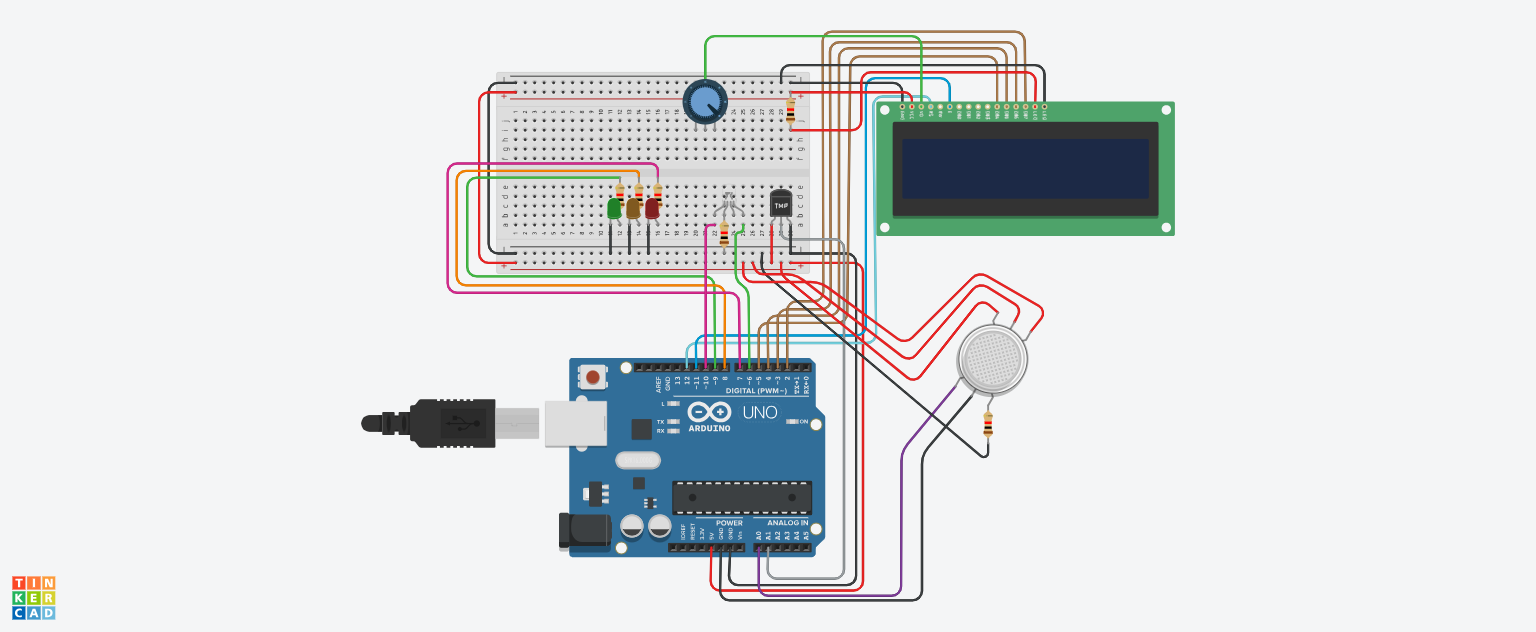 TMP
AREF
GND
13
12
~11
~10
~9
8
7
~6
~5
4
~3
2
TX→1
RX←0
DIGITAL (PWM~)
L
TX
RX
ARDUINO
UNO
ON
IOREF
RESET
3.3V
5V
GND
GND
Vin
POWER
ANALOG IN
A0
A1
A2
A3
A4
A5
TIN
KER
CAD